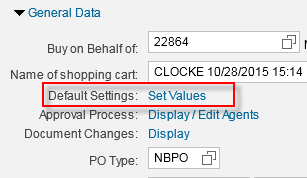 General Data
Buy on Behalf of: 22864
Name of shopping cart: CLOCKE 10/28/2015 15:14
Default Settings: Set Values
Approval Process: Display / Edit Agents
Document Changes: Display
PO Type: NBPO